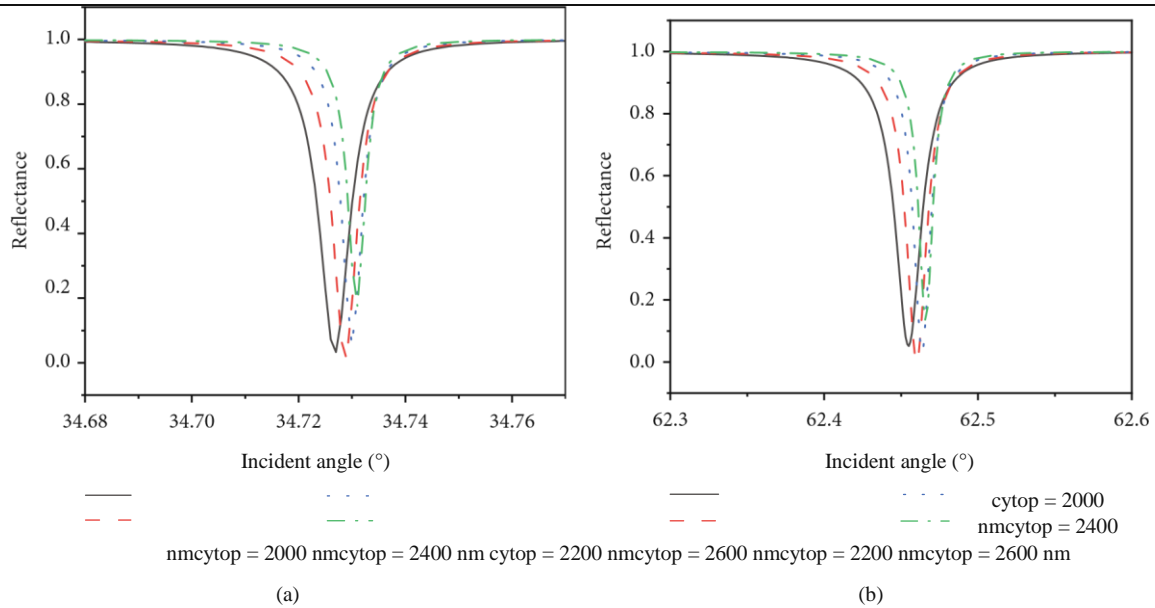 1.0
0.8
0.6
0.4
0.2
0.0
Reflectance
34.68 34.70 34.72 34.74 34.76
Incident angle (°)
1.0
0.8
0.6
0.4
0.2
0.0
Reflectance
62.3 62.4 62.5 62.6
Incident angle (°)
cytop = 2000
nmcytop = 2400
nmcytop = 2000 nmcytop = 2400 nm cytop = 2200 nmcytop = 2600 nmcytop = 2200 nmcytop = 2600 nm
(a) (b)